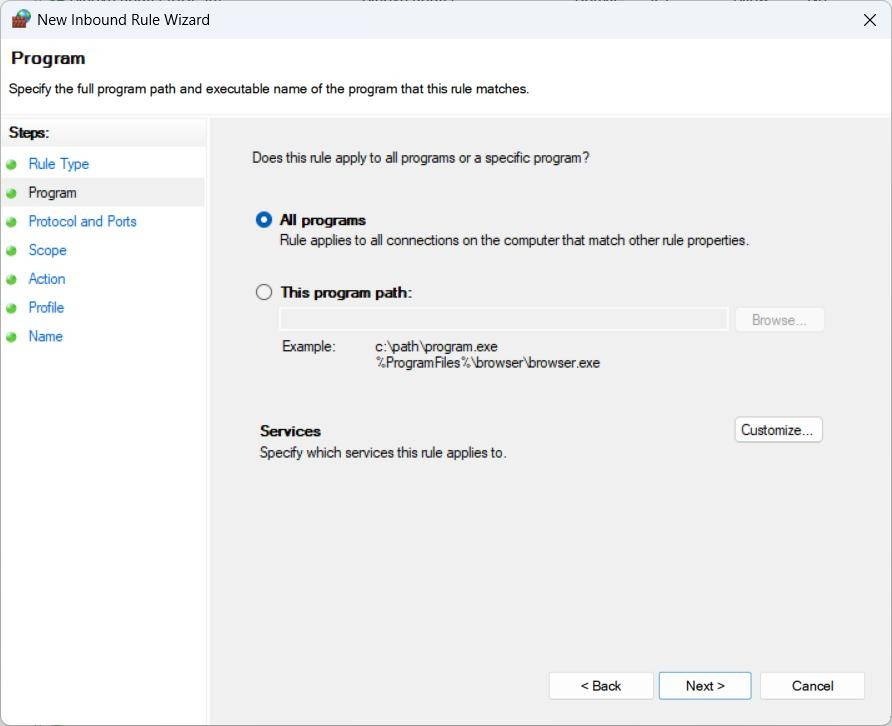 New Inbound Rule Wizard
Program
Specify the full program path and executable name of the program that this rule matches.
Steps:
Rule Type
Program
Protocol and Ports
Scope
Action
Profile
Name
Does this rule apply to all programs or a specific program?
All programs
Rule applies to all connections on the computer that match other rule properties.
This program path:
Browse...
Example: c:\path\program.exe
%ProgramFiles%\browser\browser.exe
Services
Customize...
Specify which services this rule applies to.
< Back Next > Cancel